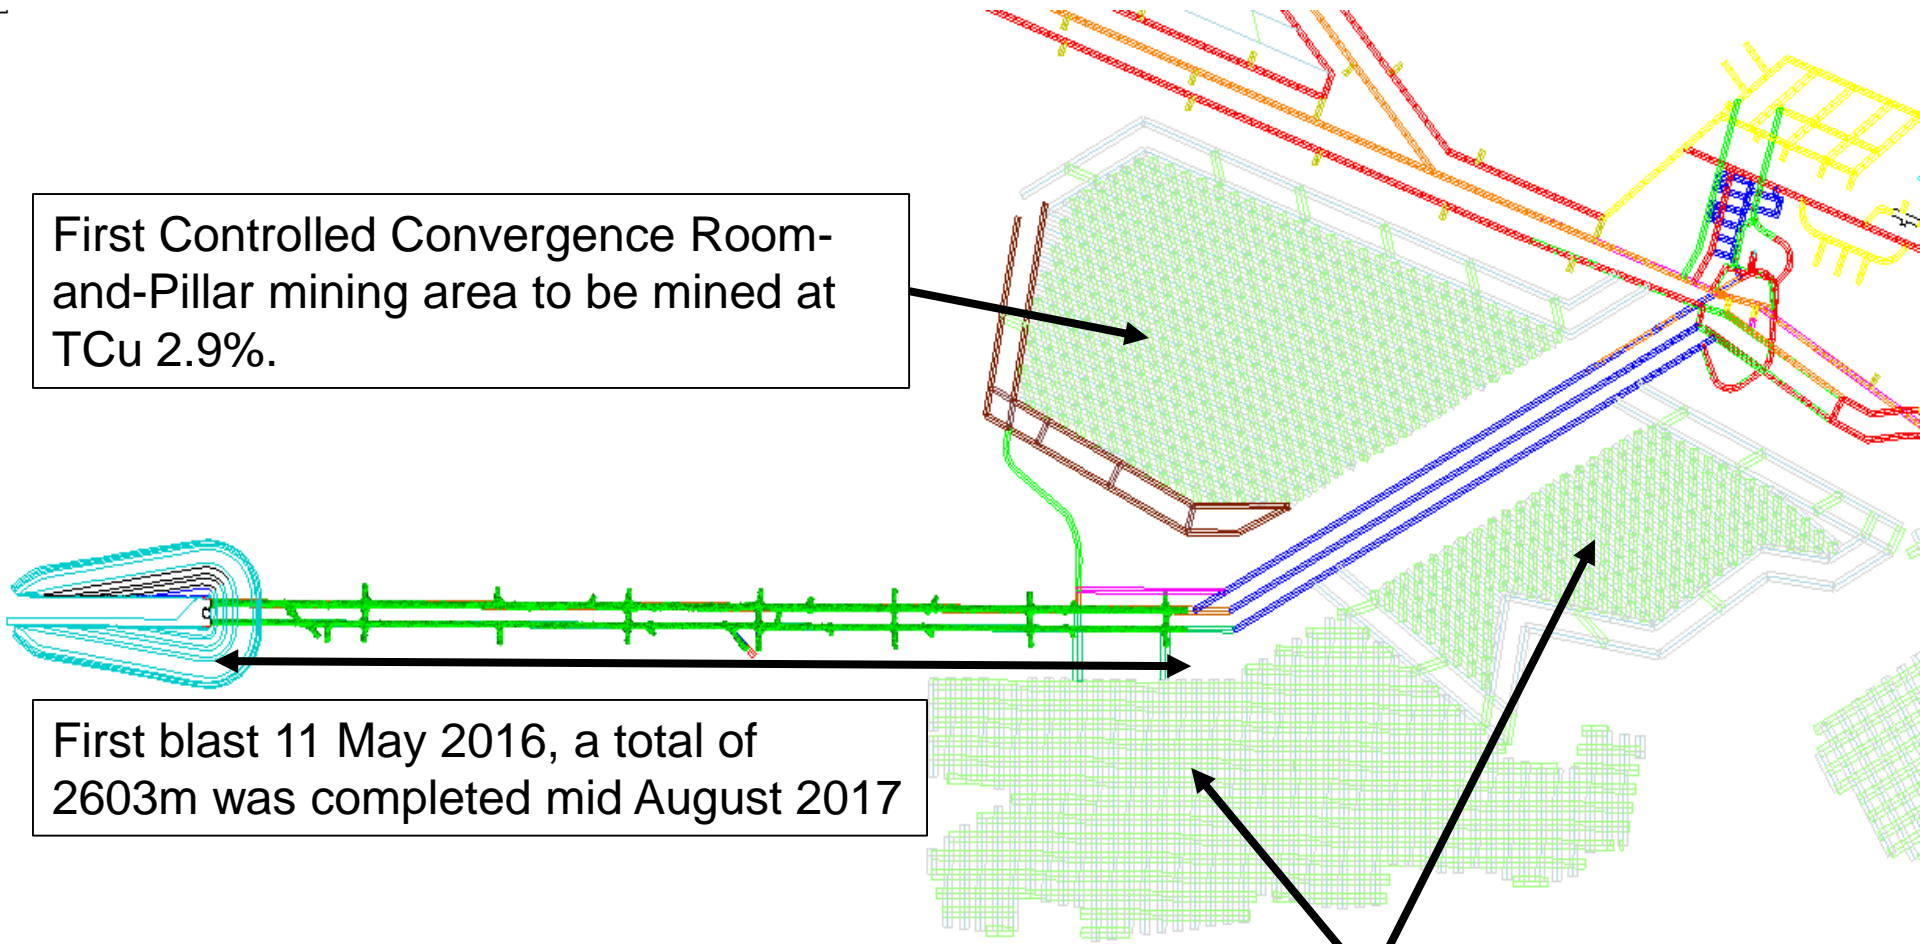 First Controlled Convergence Room-
and-Pillar mining area to be mined at
TCu 2.9%.
First blast 11 May 2016, a total of
2603m was completed mid August 2017